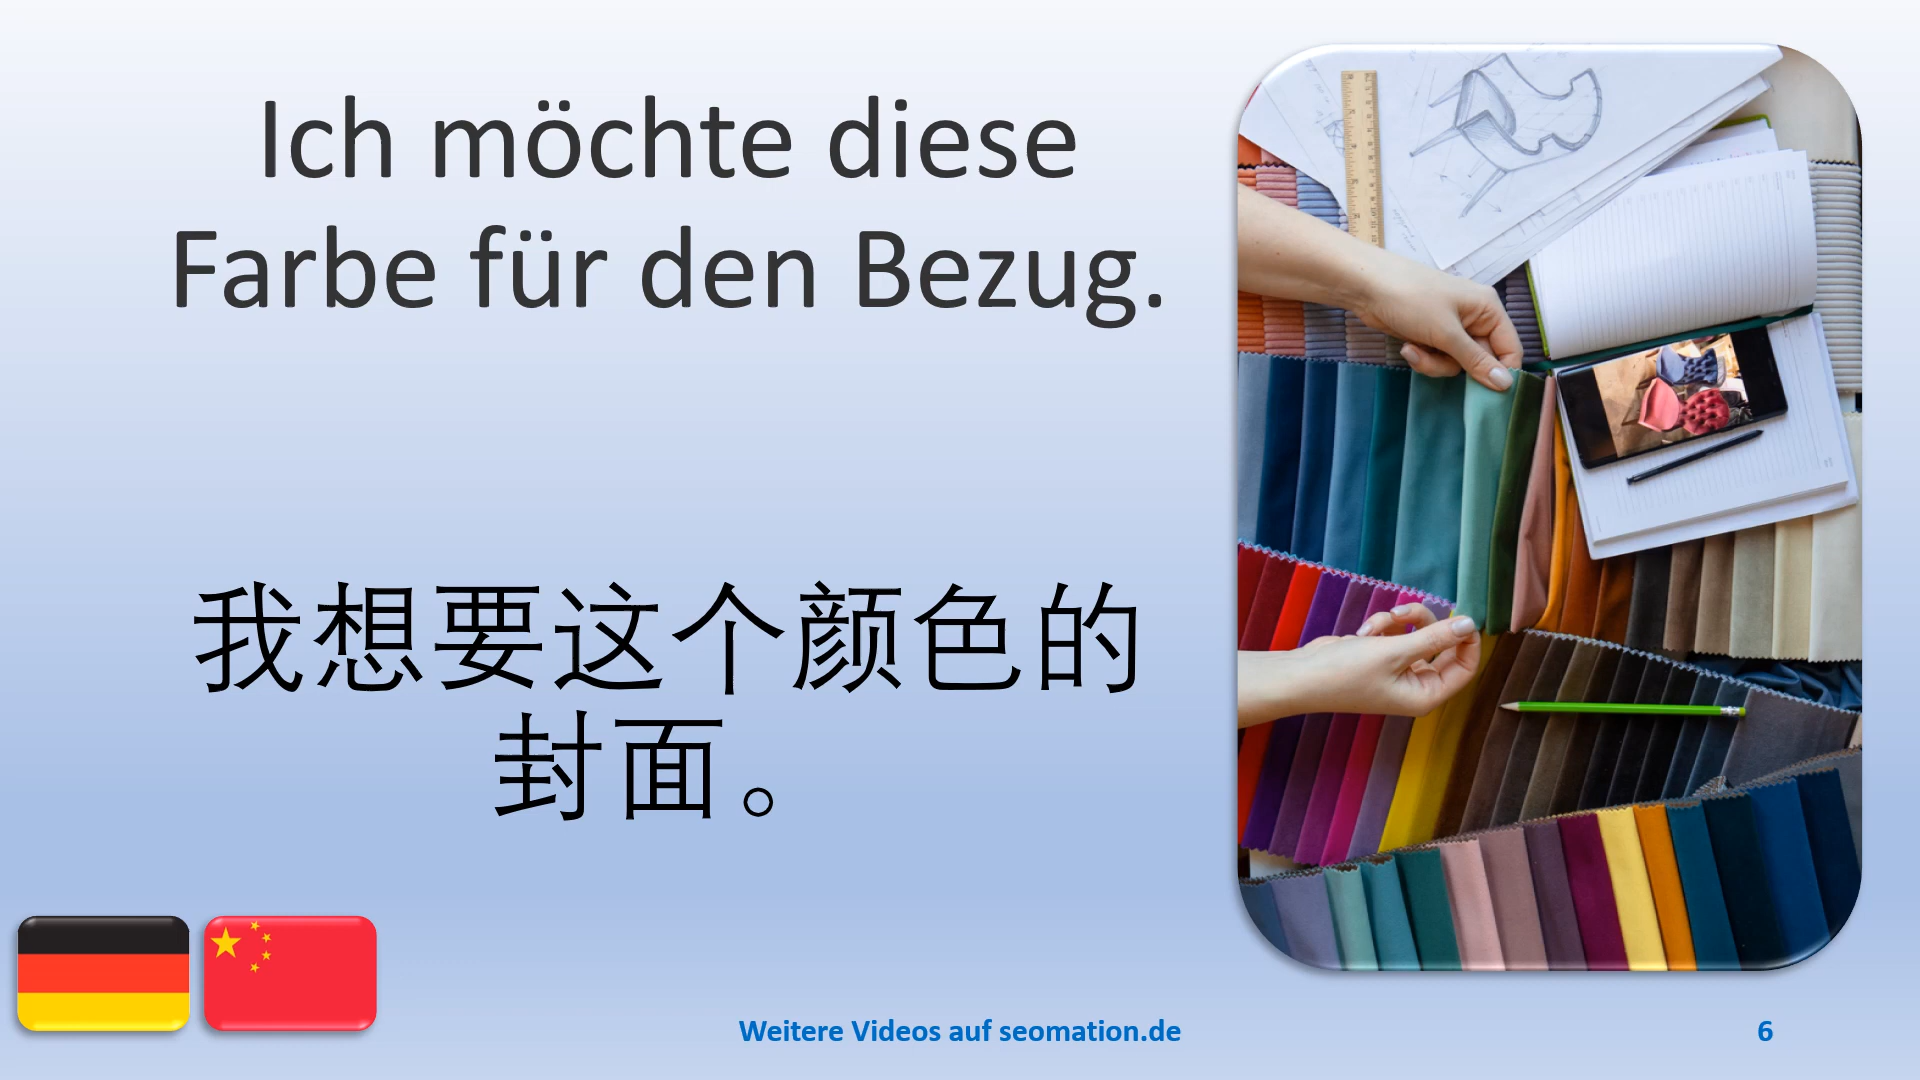 Ich möchte diese
Farbe für den Bezug.
我想要这个颜色的
封面。
Weitere Videos auf seomation.de
6